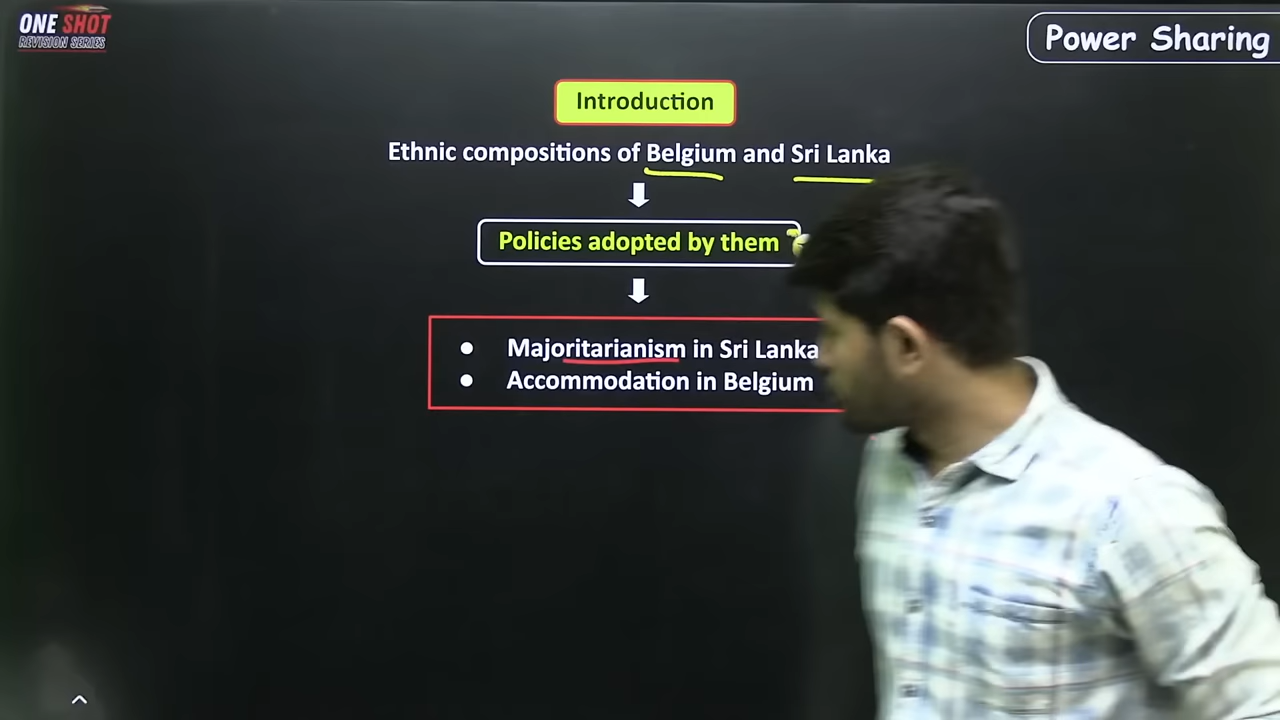 ONE SHOT
REVISION SERIES
Power Sharing
Introduction
Ethnic compositions of Belgium and Sri Lanka
Policies adopted by them
• Majoritarianism in Sri Lanka
• Accommodation in Belgium